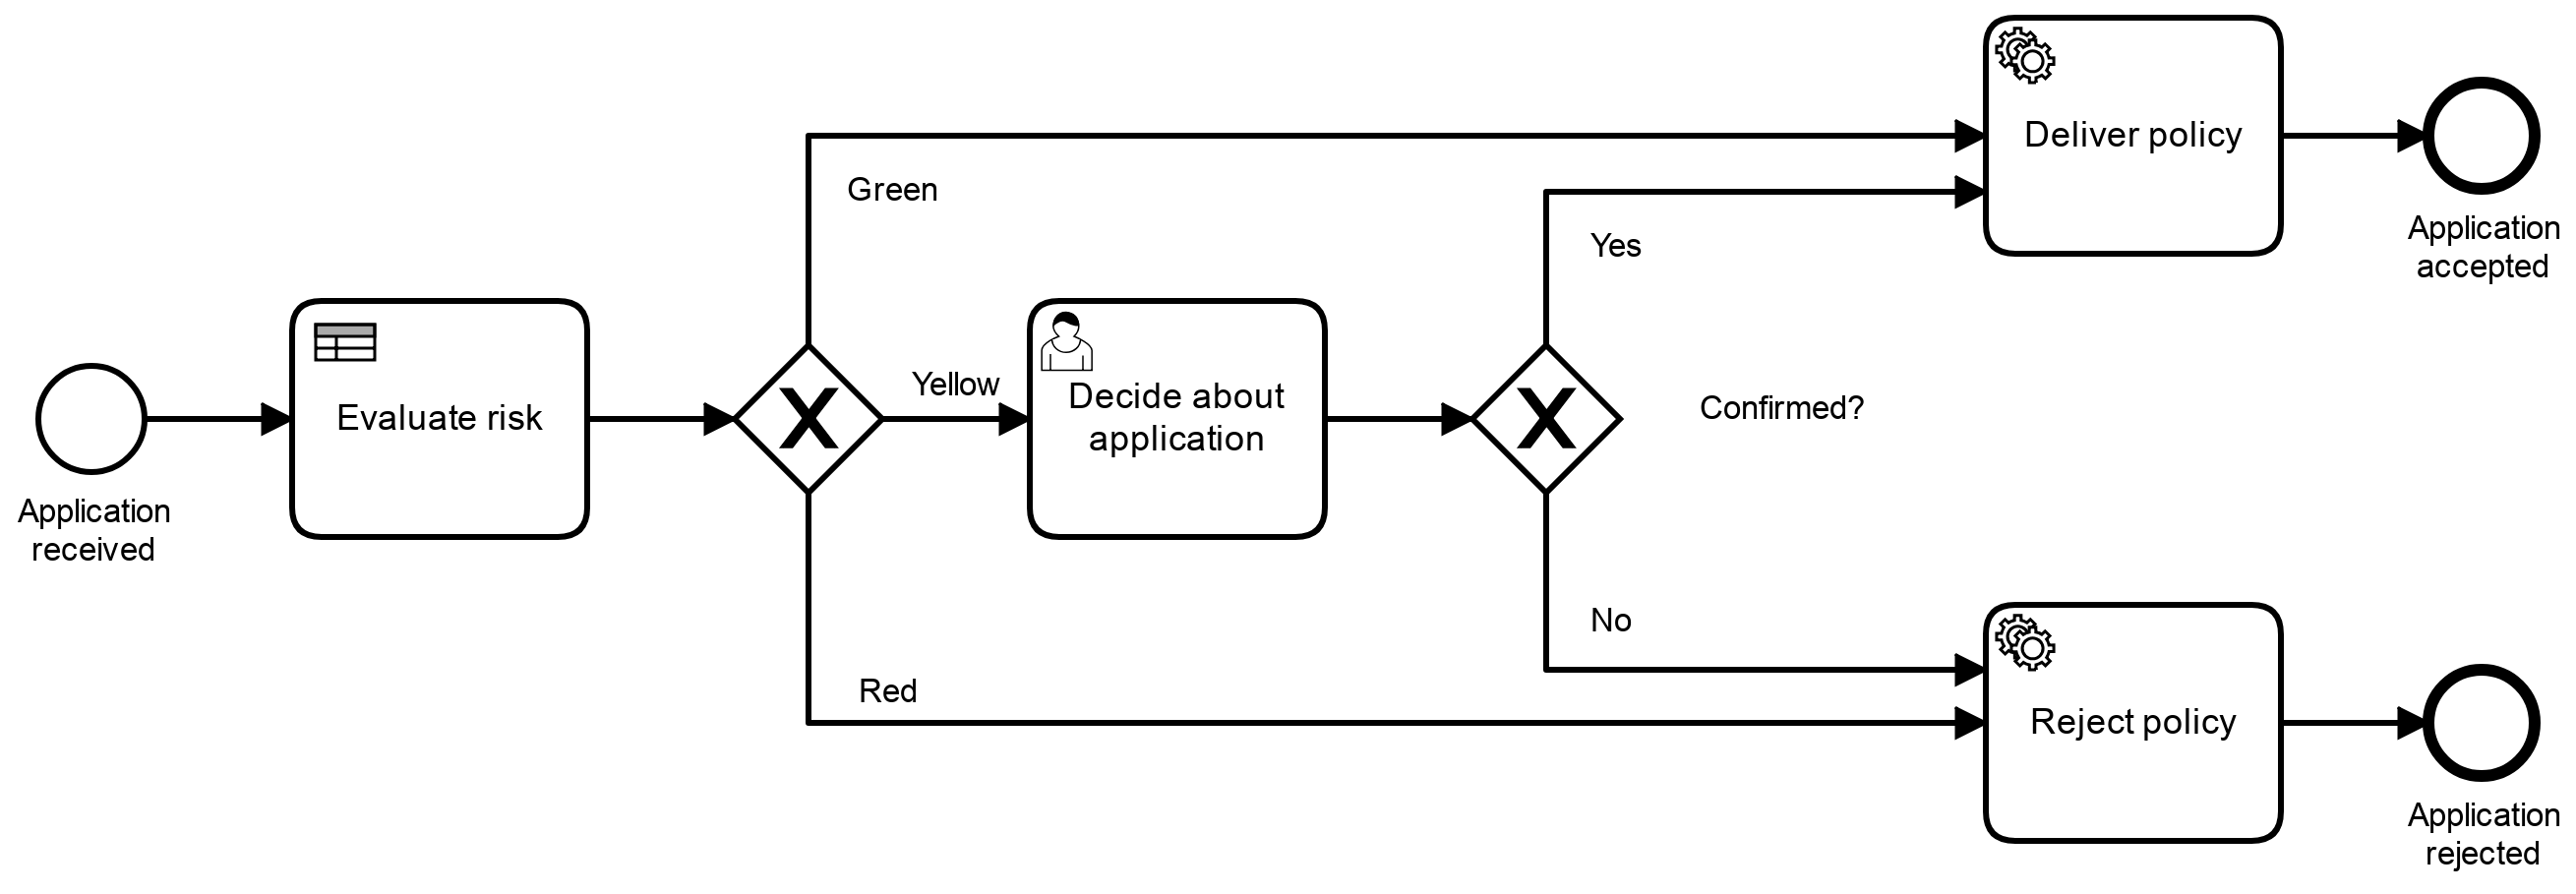 Application
received
Evaluate risk
Green
Yellow
Red
Decide about
application
Yes
Confirmed?
No
Deliver policy
Application
accepted
Reject policy
Application
rejected